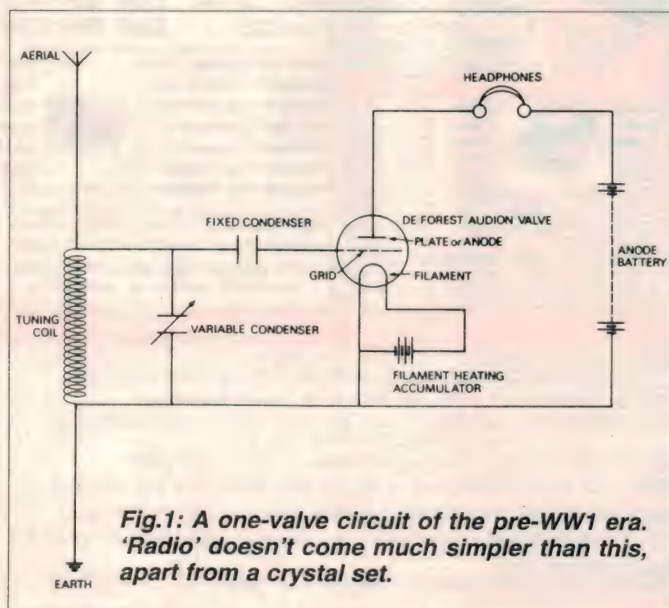 AERIAL
HEADPHONES
FIXED CONDENSER
DE FOREST AUDION VALVE
PLATE or ANODE
GRID
FILAMENT
ANODE
BATTERY
TUNING
COIL
VARIABLE CONDENSER
FILAMENT HEATING
ACCUMULATOR
Fig.1: A one-valve circuit of the pre-WW1 era.
'Radio' doesn't come much simpler than this,
apart from a crystal set.
EARTH